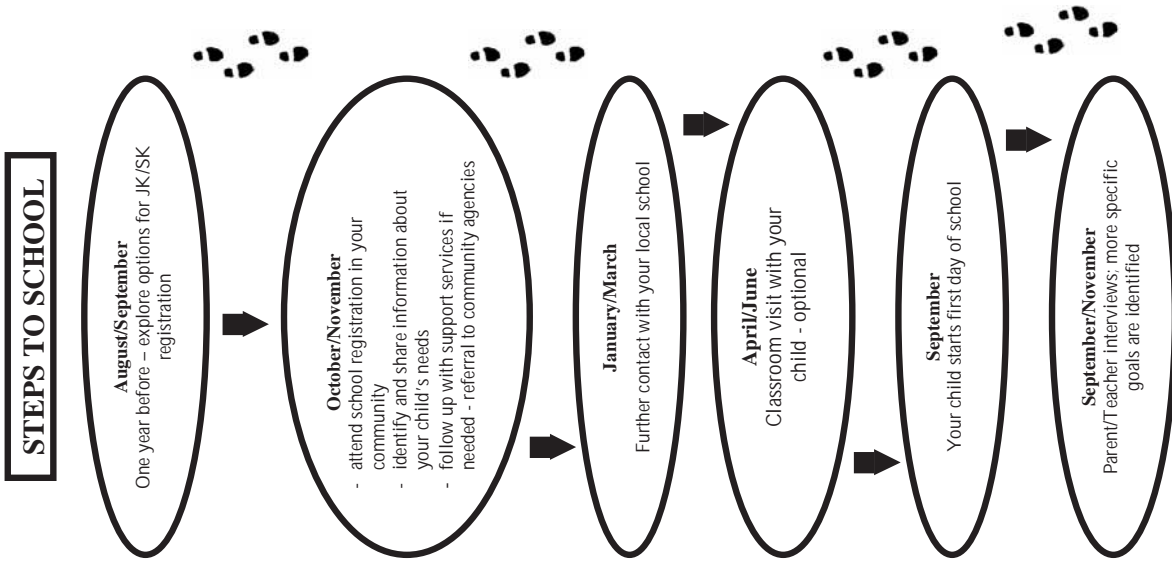 STEPS TO SCHOOL
August/September
One year before – explore options for JK/SK
registration
October/November
- attend school registration in your
community
- identify and share information about
your child's needs
- follow up with support services if
needed - referral to community agencies
January/March
Further contact with your local school
April/June
Classroom visit with your
child - optional
September
Your child starts first day of school
September/November
Parent/Teacher interviews; more specific
goals are identified